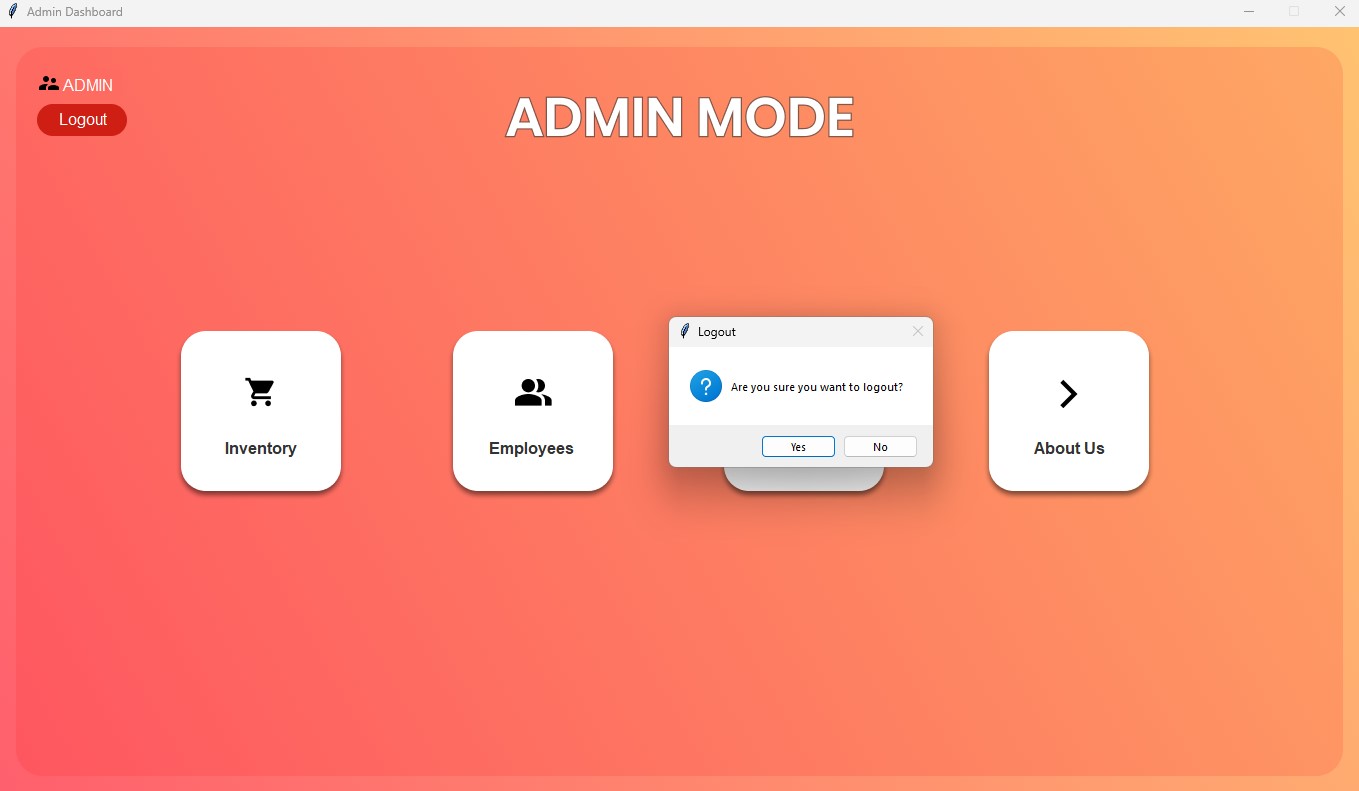 Admin Dashboard
ADMIN
Logout
ADMIN MODE
Logout
Are you sure you want to logout?
Yes
No
Inventory
Employees
About Us